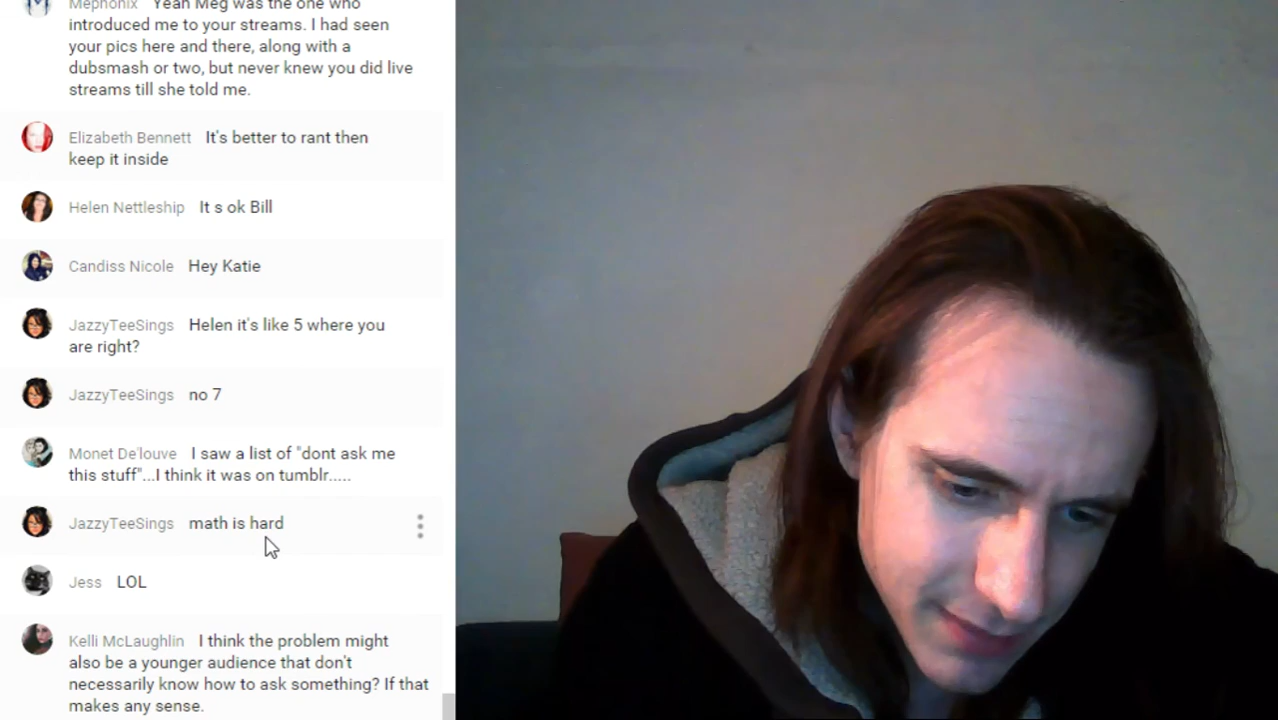 Mephonix Yeah Meg was the one who
introduced me to your streams. I had seen
your pics here and there, along with a
dubsmash or two, but never knew you did live
streams till she told me.
Elizabeth Bennett It's better to rant then
keep it inside
Helen Nettleship It s ok Bill
Candiss Nicole Hey Katie
JazzyTeeSings Helen it's like 5 where you
are right?
JazzyTeeSings no 7
Monet De'louve I saw a list of "dont ask me
this stuff"...I think it was on tumblr.....
JazzyTeeSings math is hard
Jess LOL
Kelli McLaughlin I think the problem might
also be a younger audience that don't
necessarily know how to ask something? If that
makes any sense.